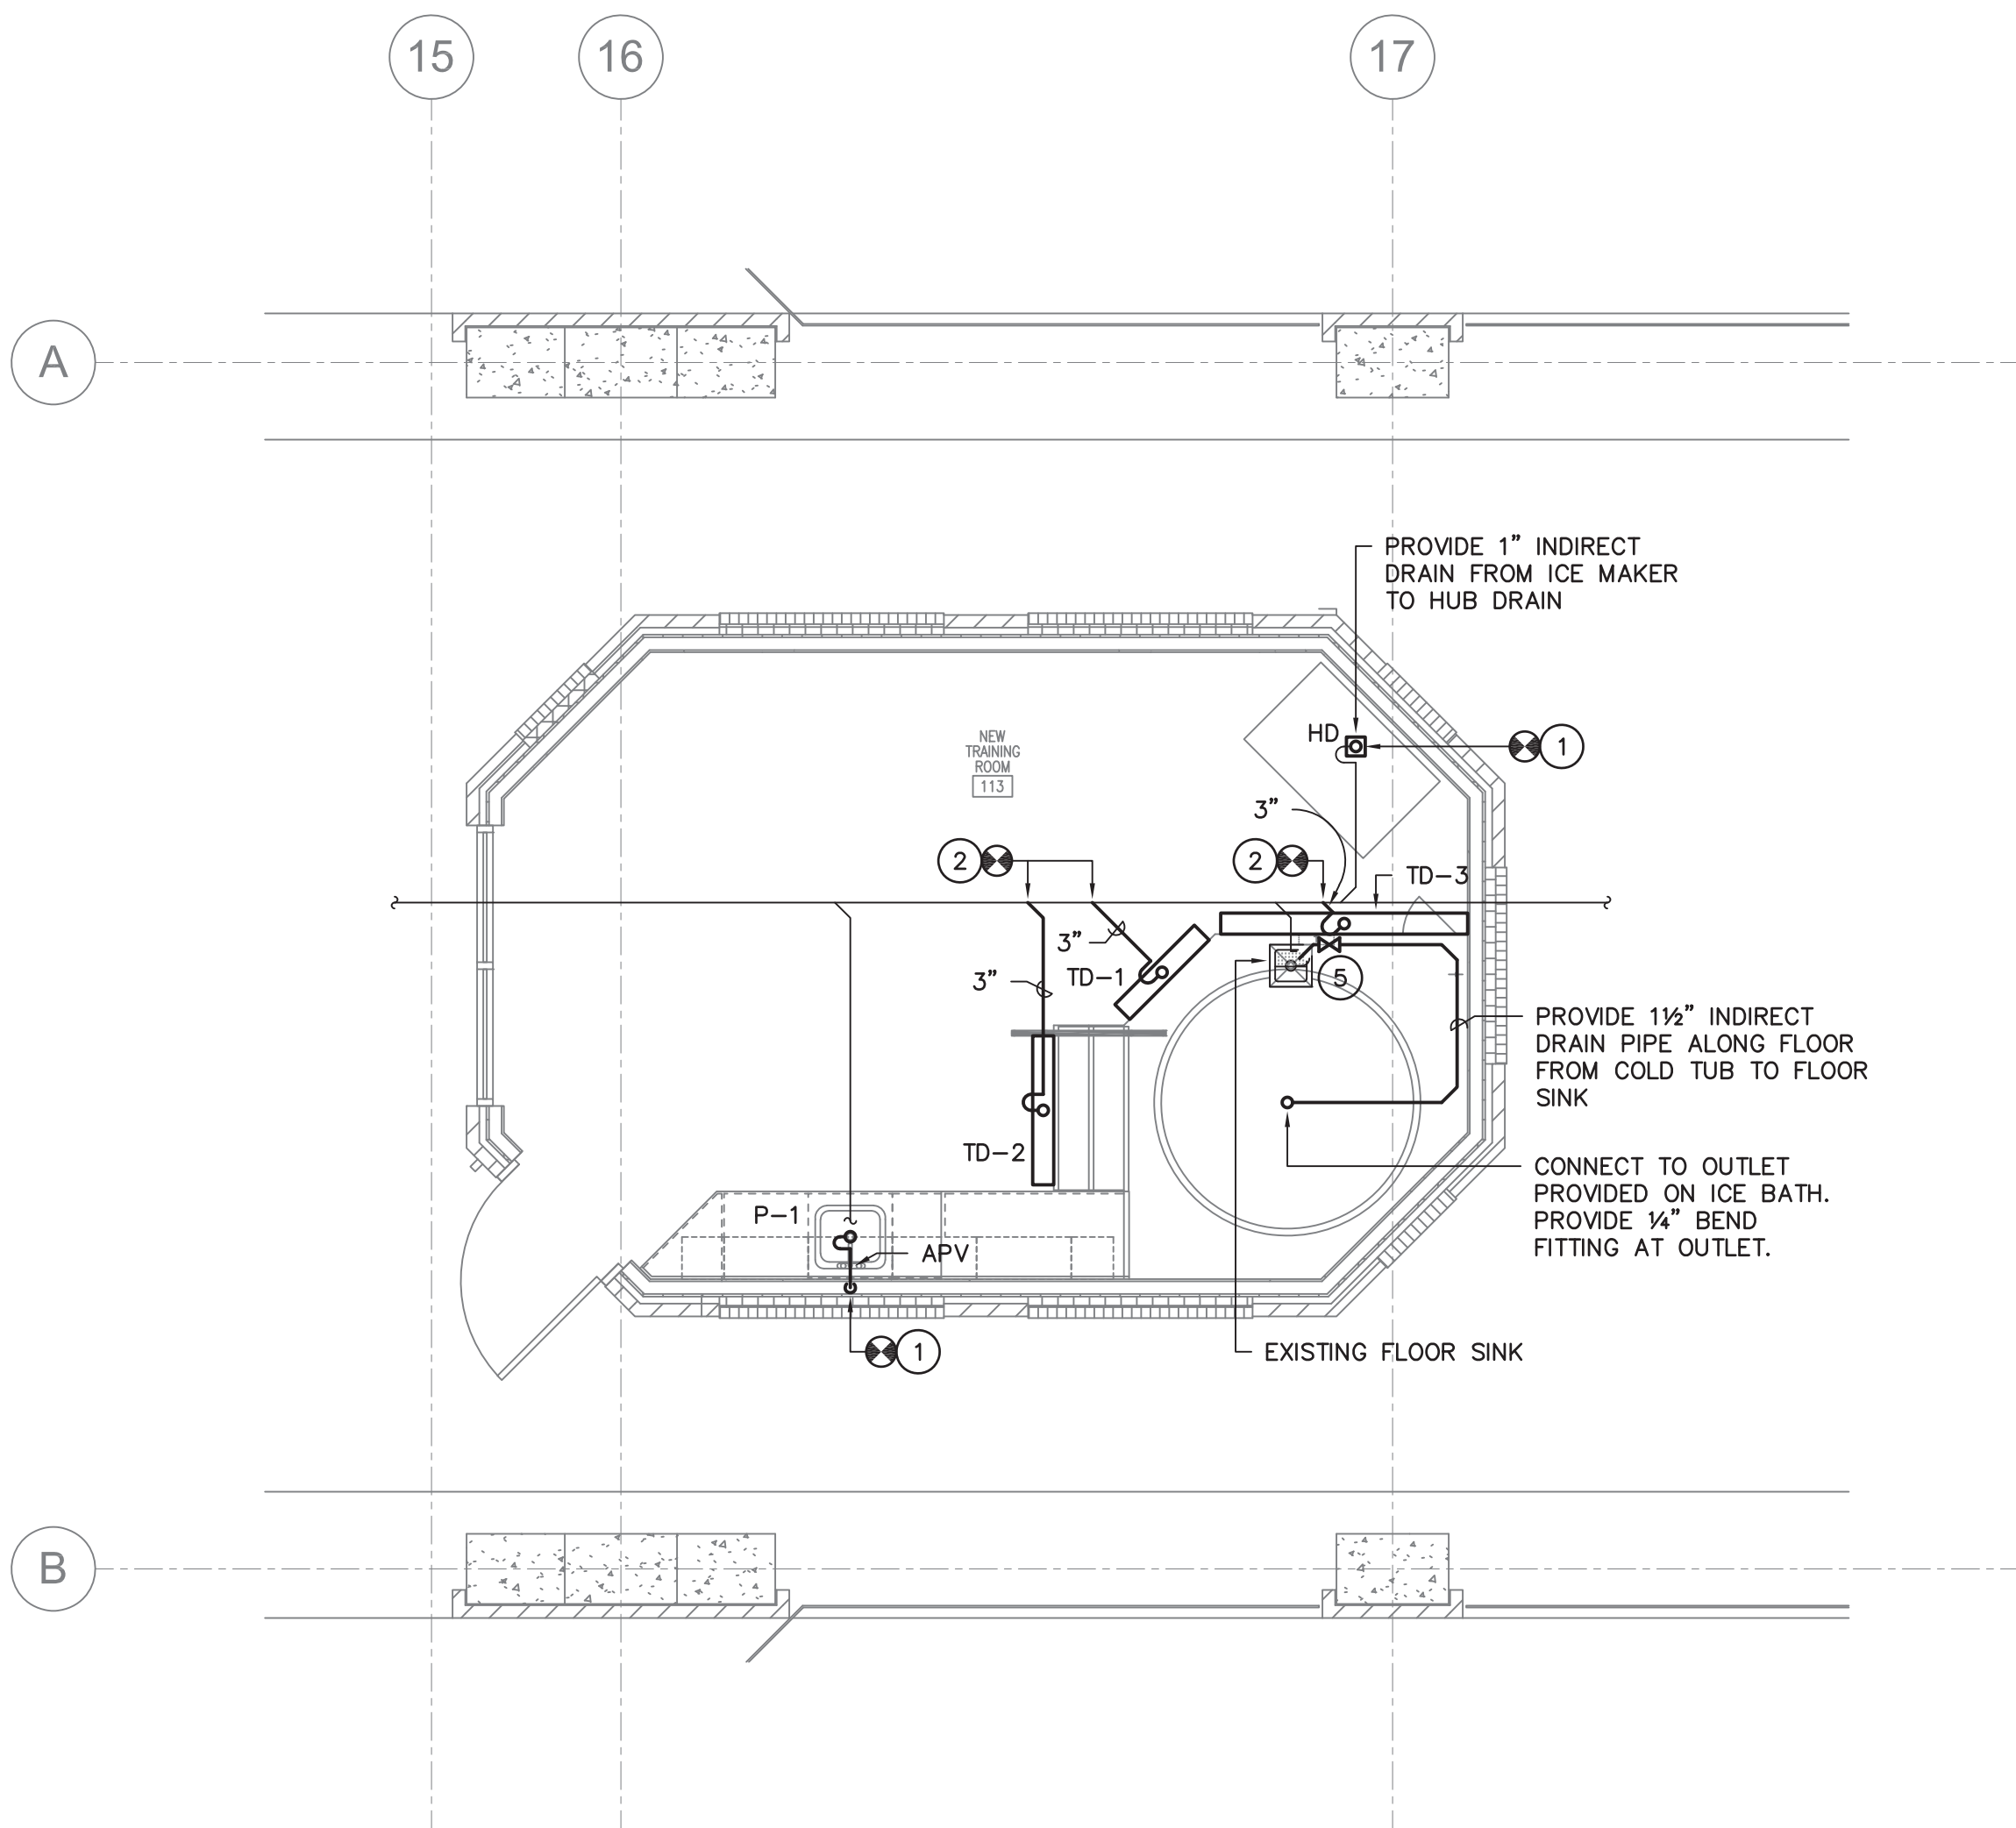 15
16
17
A
PROVIDE 1" INDIRECT
DRAIN FROM ICE MAKER
TO HUB DRAIN
HD
1
NEW
TRAINING
ROOM
113
3"
2
2
TD-3
3"
TD-1
3"
5
PROVIDE 1½" INDIRECT
DRAIN PIPE ALONG FLOOR
FROM COLD TUB TO FLOOR
SINK
TD-2
CONNECT TO OUTLET
PROVIDED ON ICE BATH.
PROVIDE ¼" BEND
FITTING AT OUTLET.
P-1
APV
1
EXISTING FLOOR SINK
B